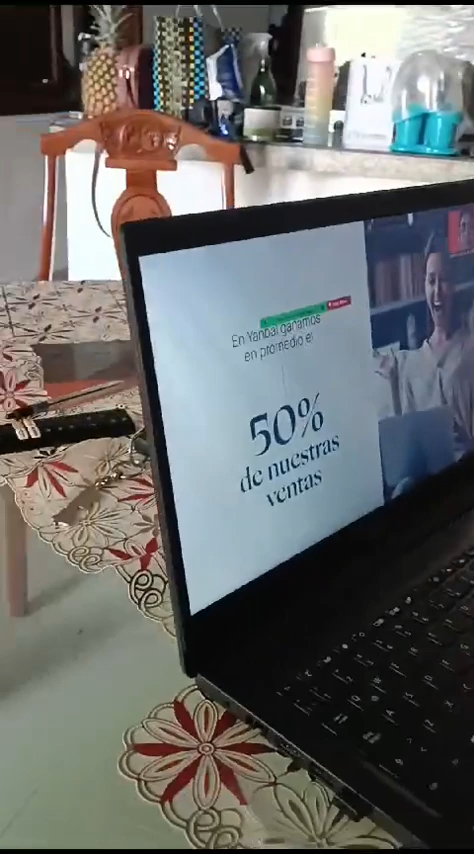 En Yanbal ganamos
en promedio el
50%
de nuestras
ventas